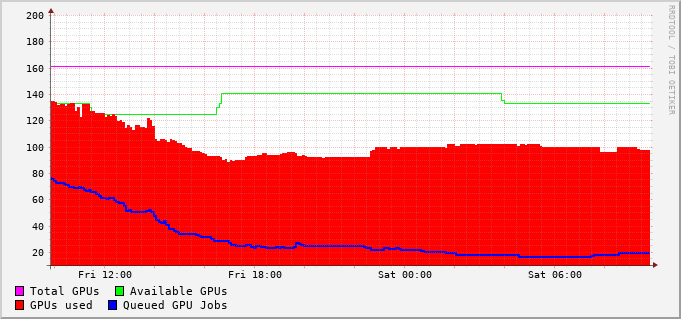 200
180
160
140
120
100
80
60
40
20
Fri 12:00 Fri 18:00 Sat 00:00 Sat 06:00
Total GPUs Available GPUs
GPUs used Queued GPU Jobs
RRDTOOL / TOBI OETIKER